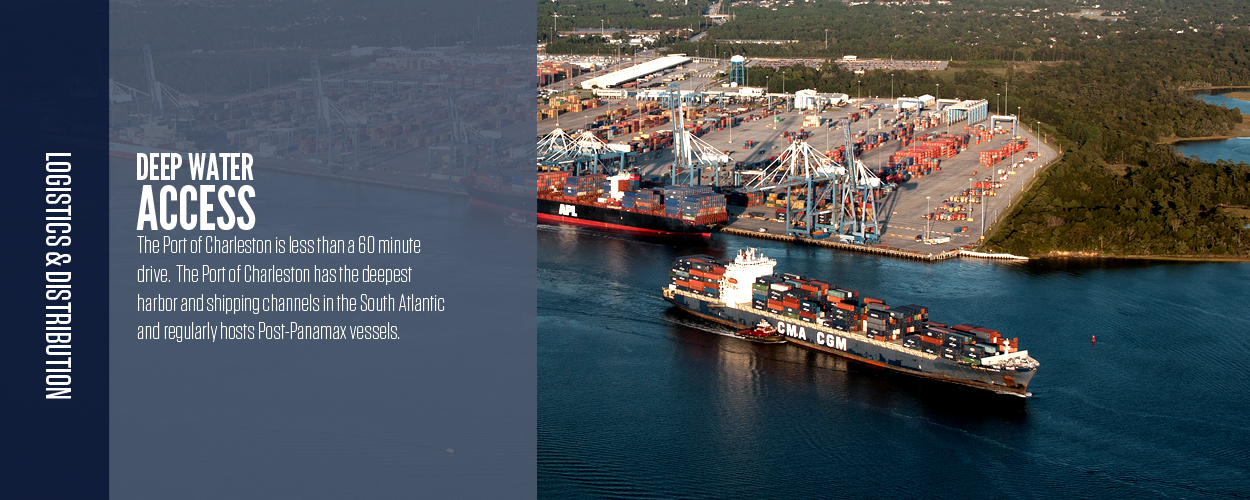 LOGISTICS & DISTRIBUTION
DEEP WATER
ACCESS
The Port of Charleston is less than a 60 minute
drive. The Port of Charleston has the deepest
harbor and shipping channels in the South Atlantic
and regularly hosts Post-Panamax vessels.
APL
CMA CGM